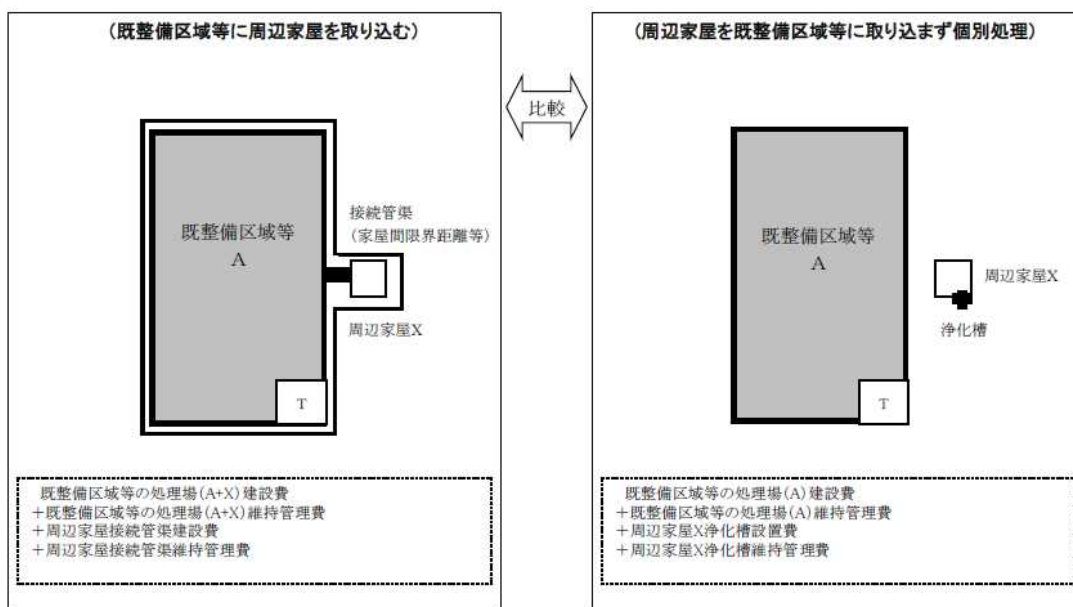 (既整備区域等に周辺家屋を取り込む)
接続管渠
(家屋間限界距離等)
既整備区域等
A
周辺家屋X
T
既整備区域等の処理場(A+X)建設費
+既整備区域等の処理場(A+X)維持管理費
+周辺家屋接続管渠建設費
+周辺家屋接続管渠維持管理費
比較
(周辺家屋を既整備区域等に取り込まず個別処理)
既整備区域等
A
周辺家屋X
浄化槽
T
既整備区域等の処理場(A)建設費
+既整備区域等の処理場(A)維持管理費
+周辺家屋X浄化槽設置費
+周辺家屋X浄化槽維持管理費